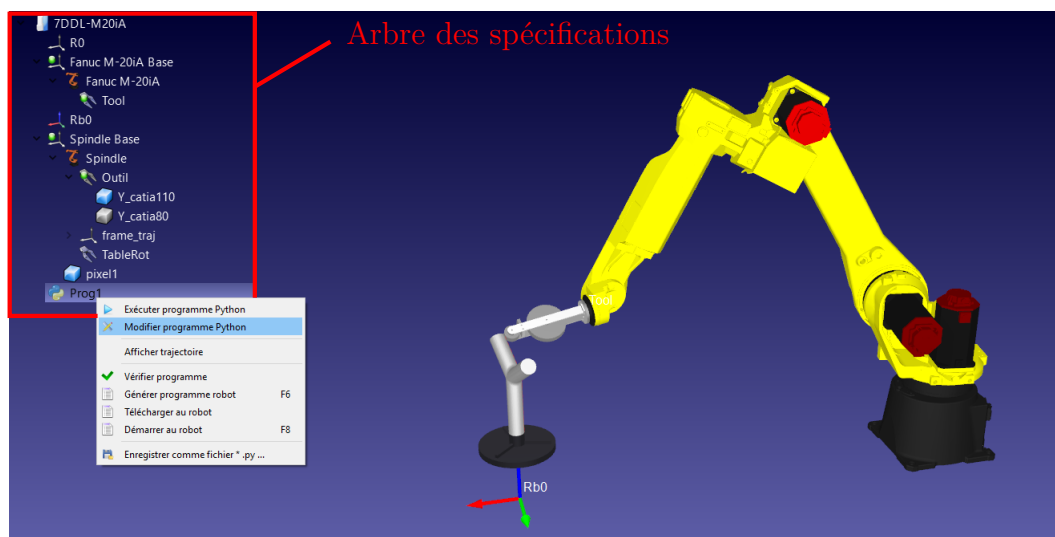 7DDL-M20iA
Arbre des spécifications
R0
Fanuc M-20iA Base
Fanuc M-20iA
Tool
Rb0
Spindle Base
Spindle
Outil
Y_catia110
Y_catia80
frame_traj
TableRot
pixel1
Prog1
Exécuter programme Python
Modifier programme Python
Afficher trajectoire
Vérifier programme
Générer programme robot F6
Télécharger au robot
Démarrer au robot F8
Enregistrer comme fichier * .py ...
Tool
Rb0